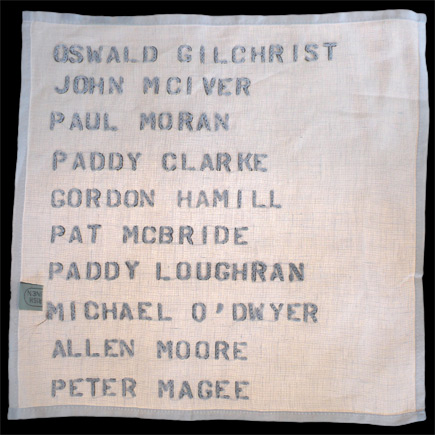 OSWALD GILCHRIST
JOHN MCIVER
PAUL MORAN
PADDY CLARKE
GORDON HAMILL
PAT MCBRIDE
PADDY LOUGHRAN
MICHAEL O'DWYER
ALLEN MOORE
PETER MAGEE